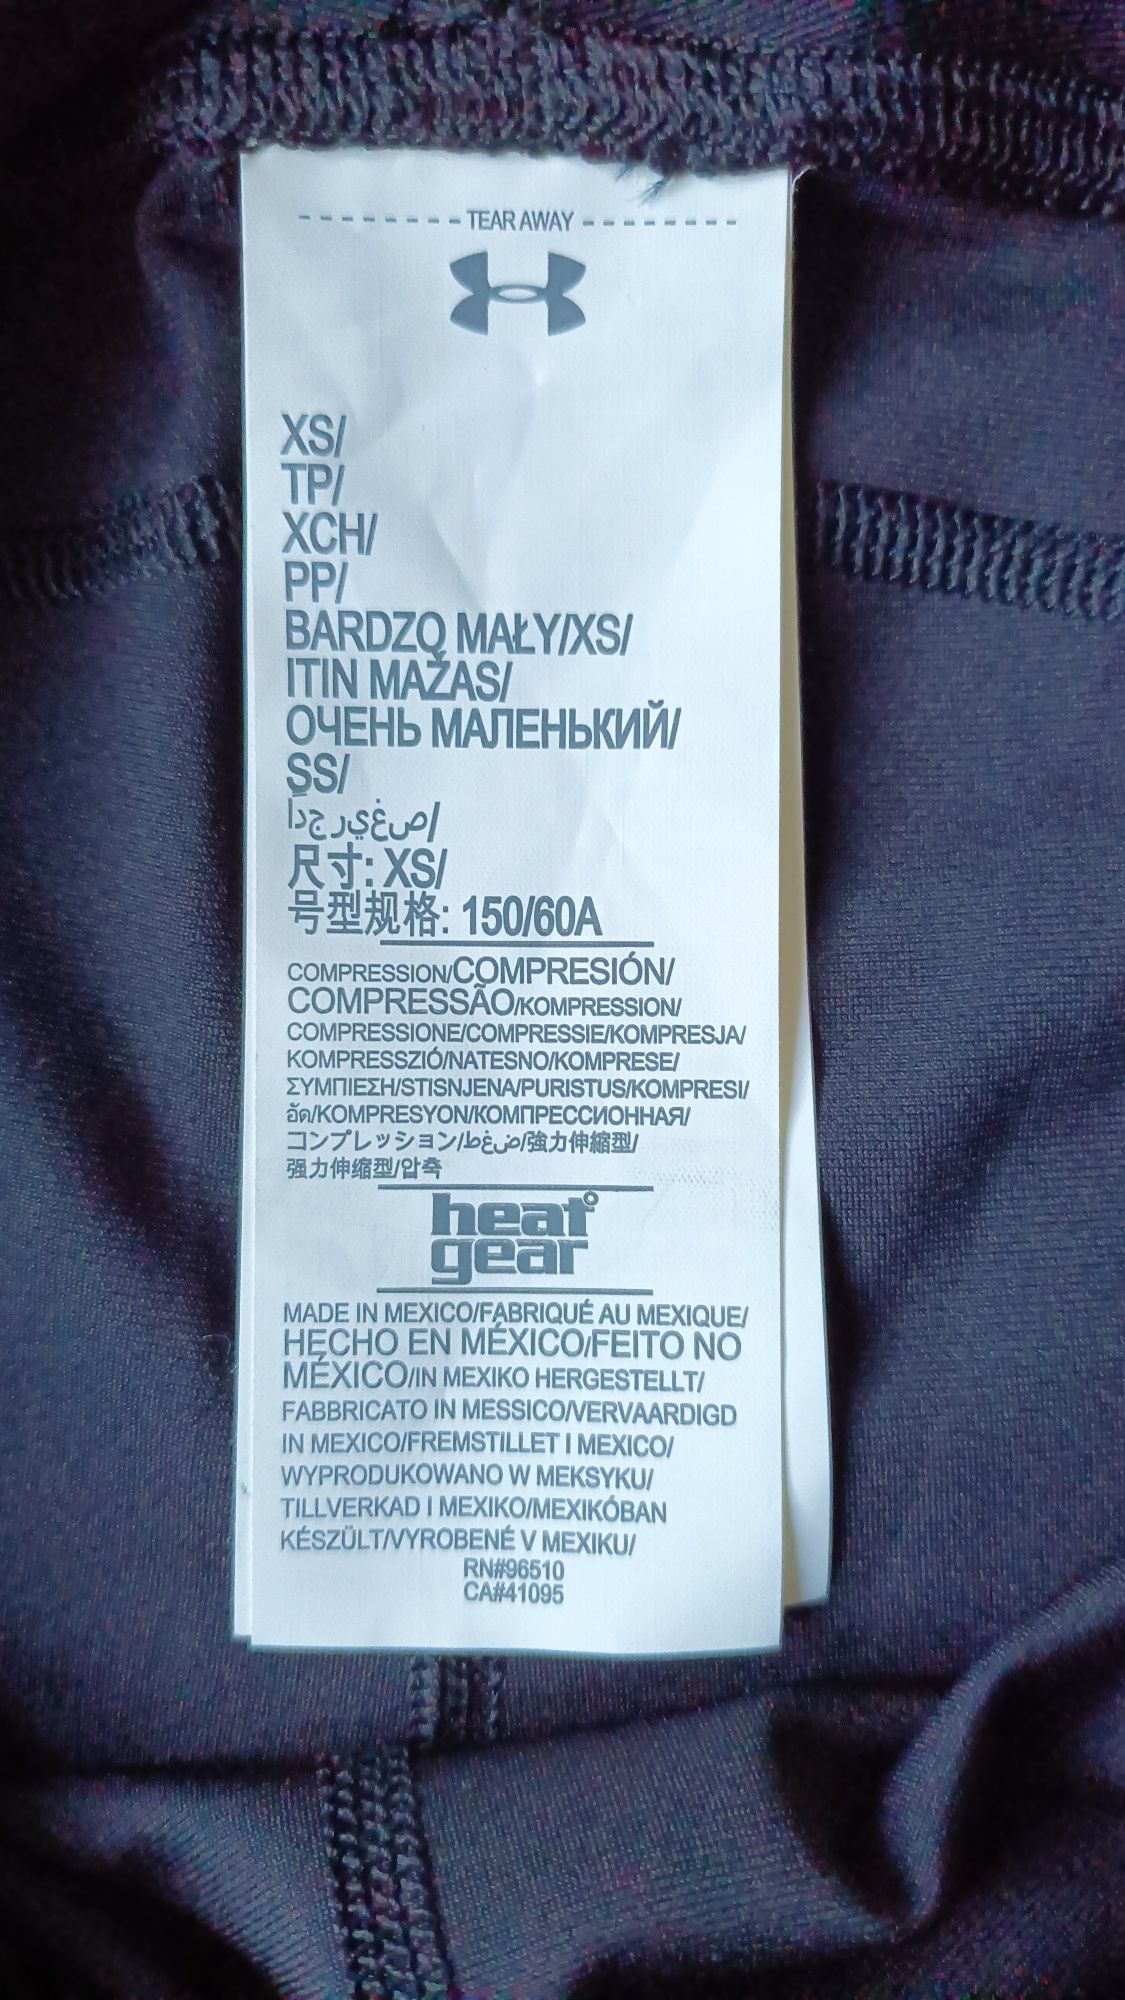 TEAR AWAY
XS/
TP/
XCH/
PP/
BARDZO MAŁY/XS/
ITIN MAŽAS/
ОЧЕНЬ МАЛЕНЬКИЙ/
SS/
صغير جداً/
尺寸: XS/
号型规格: 150/60A
COMPRESSION/COMPRESIÓN/
COMPRESSÃO/KOMPRESSION/
COMPRESSIONE/COMPRESSIE/KOMPRESJA/
KOMPRESSZIÓ/NATESNO/KOMPRESE/
ΣΥΜΠΙΕΣΗ/STISNJENA/PURISTUS/KOMPRESI/
อัด/KOMPRESYON/КОМПРЕССИОННАЯ/
コンプレッション/ضغط/強力伸縮型/
强力伸缩型/압축
heat
gear
MADE IN MEXICO/FABRIQUÉ AU MEXIQUE/
HECHO EN MÉXICO/FEITO NO
MÉXICO/IN MEXIKO HERGESTELLT/
FABBRICATO IN MESSICO/VERVAARDIGD
IN MEXICO/FREMSTILLET I MEXICO/
WYPRODUKOWANO W MEKSYKU/
TILLVERKAD I MEXIKO/MEXIKÓBAN
KÉSZÜLT/VYROBENÉ V MEXIKU/
RN#96510
CA#41095